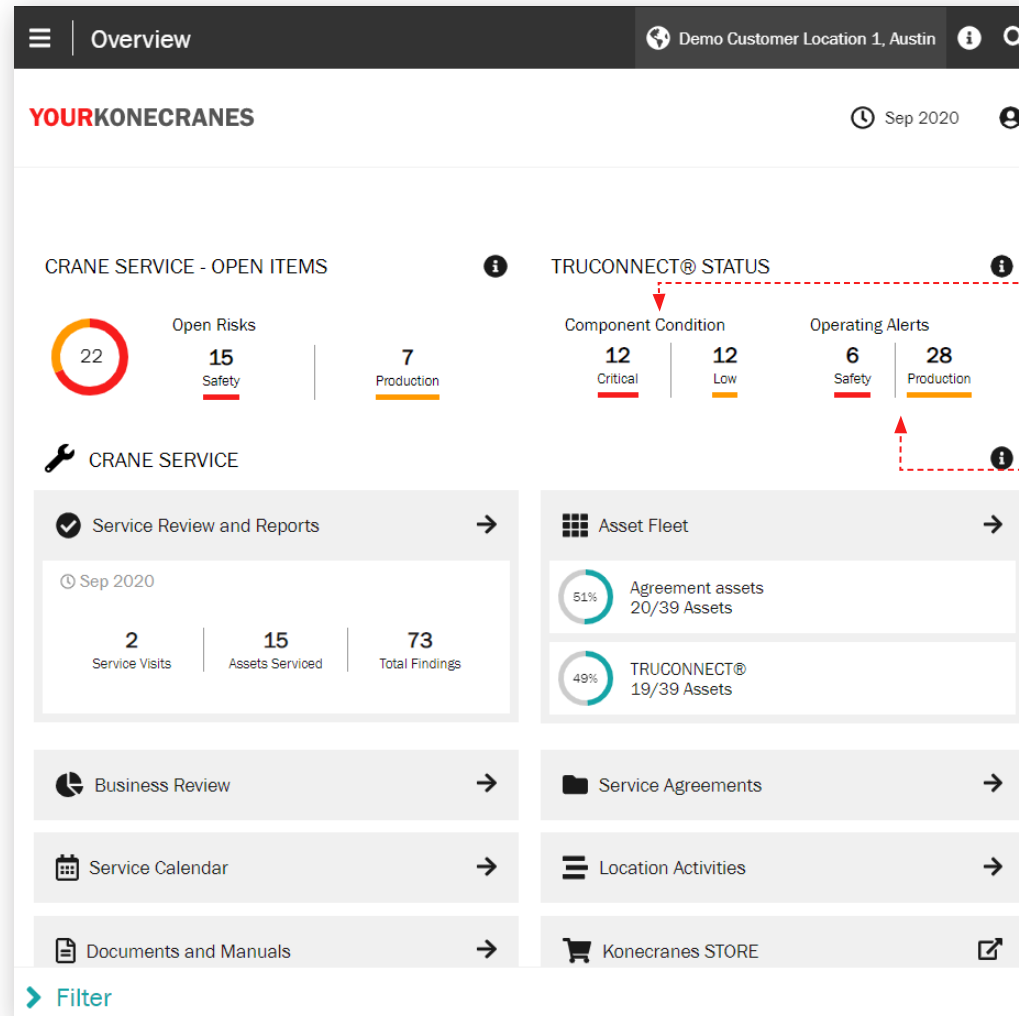 Overview
Demo Customer Location 1, Austin
YOURKONECRANES
Sep 2020
CRANE SERVICE - OPEN ITEMS
22
Open Risks
15
Safety
7
Production
TRUCONNECT® STATUS
Component Condition
12
Critical
12
Low
Operating Alerts
6
Safety
28
Production
CRANE SERVICE
Service Review and Reports
Sep 2020
2
Service Visits
15
Assets Serviced
73
Total Findings
Asset Fleet
51%
Agreement assets
20/39 Assets
49%
TRUCONNECT®
19/39 Assets
Business Review
Service Agreements
Service Calendar
Location Activities
Documents and Manuals
Konecranes STORE
Filter